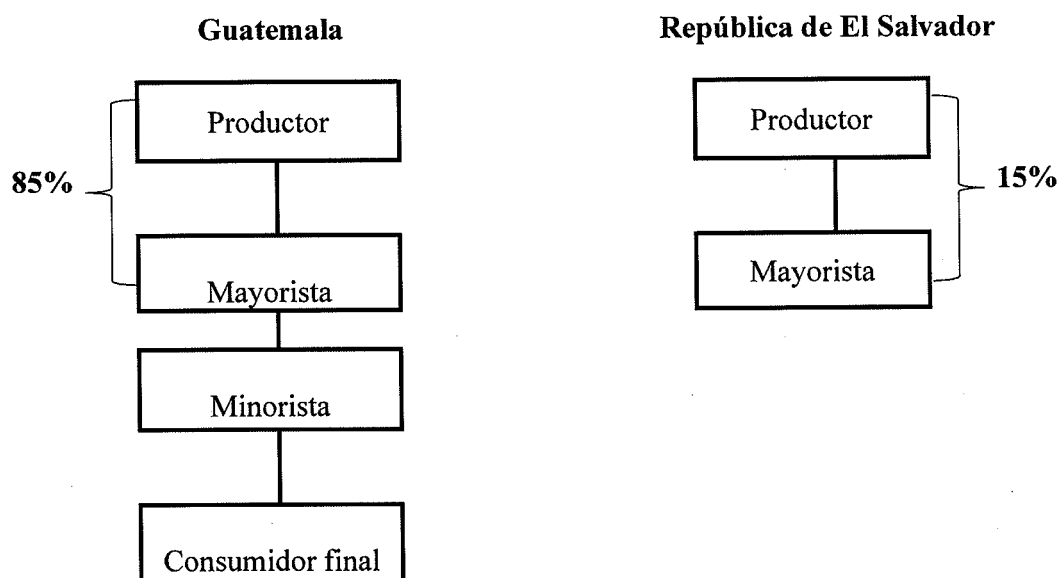 Guatemala
República de El Salvador
Productor
Productor
85%
15%
Mayorista
Mayorista
Minorista
Consumidor final